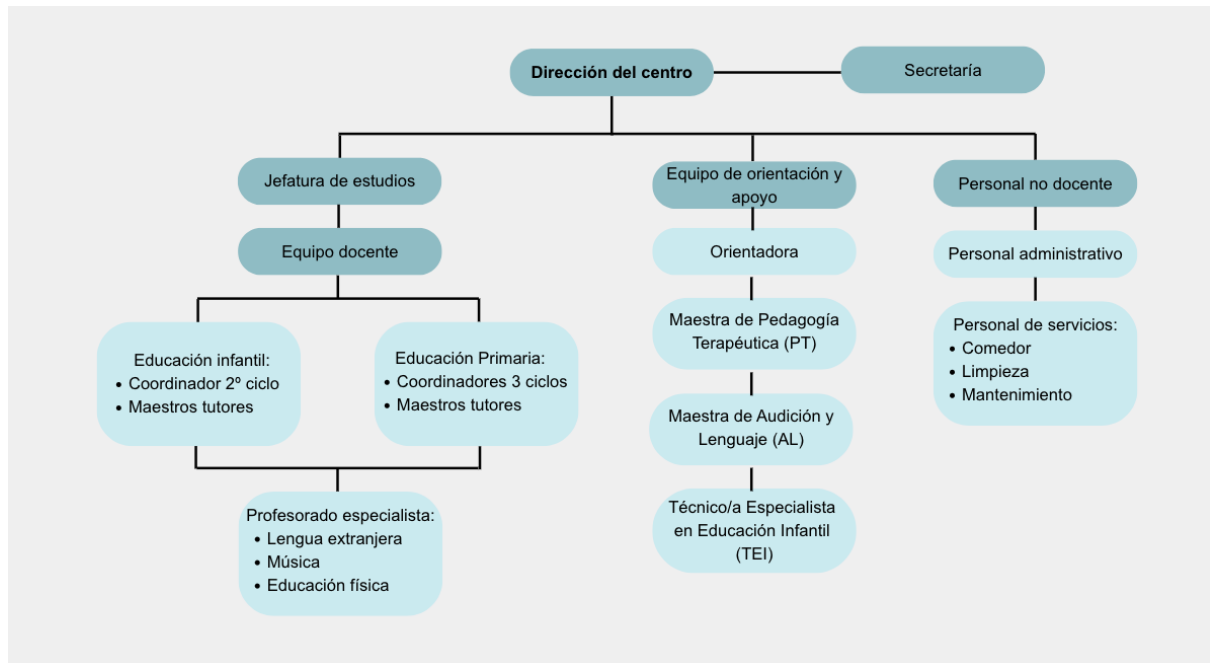 Dirección del centro
Secretaría
Jefatura de estudios
Equipo de orientación y
apoyo
Personal no docente
Equipo docente
Orientadora
Personal administrativo
Educación infantil:
• Coordinador 2º ciclo
• Maestros tutores
Educación Primaria:
• Coordinadores 3 ciclos
• Maestros tutores
Maestra de Pedagogía
Terapéutica (PT)
Personal de servicios:
• Comedor
• Limpieza
• Mantenimiento
Maestra de Audición y
Lenguaje (AL)
Profesorado especialista:
• Lengua extranjera
• Música
• Educación física
Técnico/a Especialista
en Educación Infantil
(TEI)